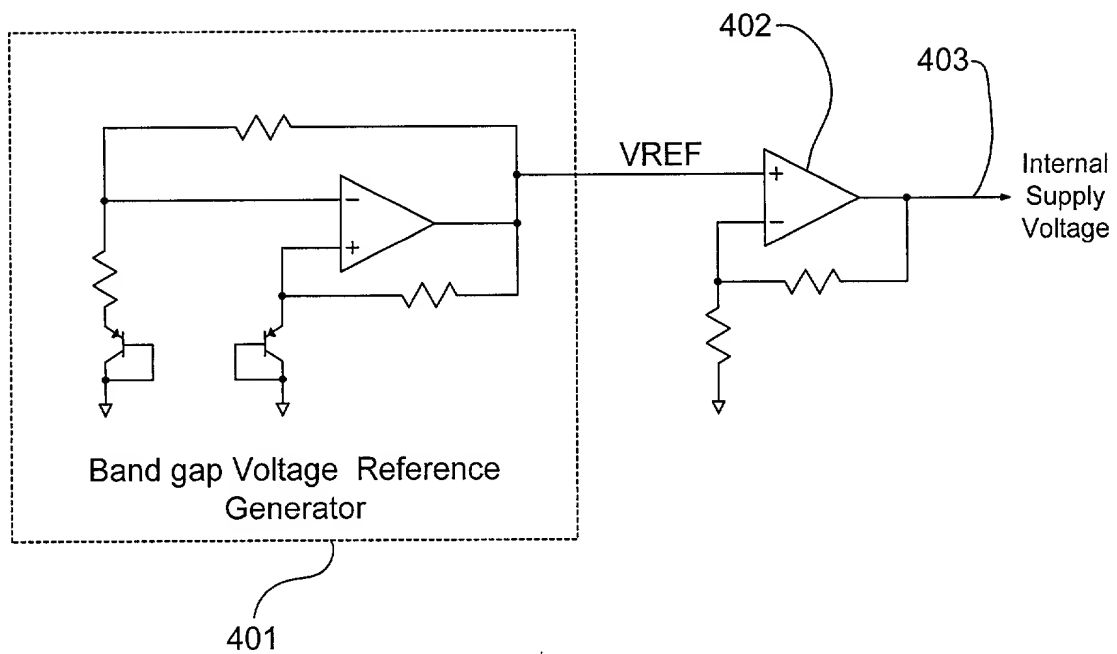 402
403
VREF
+
−
Internal
Supply
Voltage
−
+
Band gap Voltage Reference
Generator
401